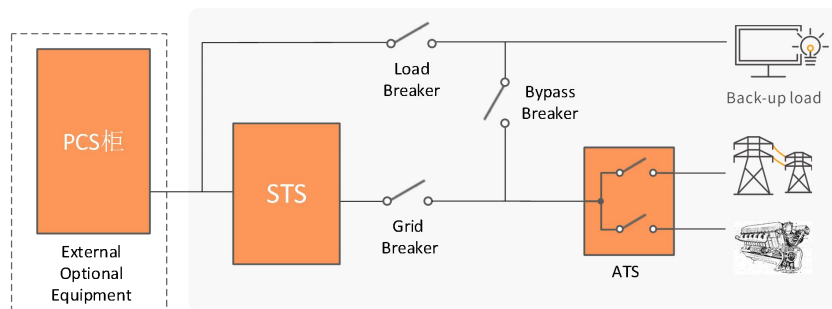 Load
Breaker
Bypass
Breaker
Back-up load
PCS柜
STS
Grid
Breaker
ATS
External
Optional
Equipment